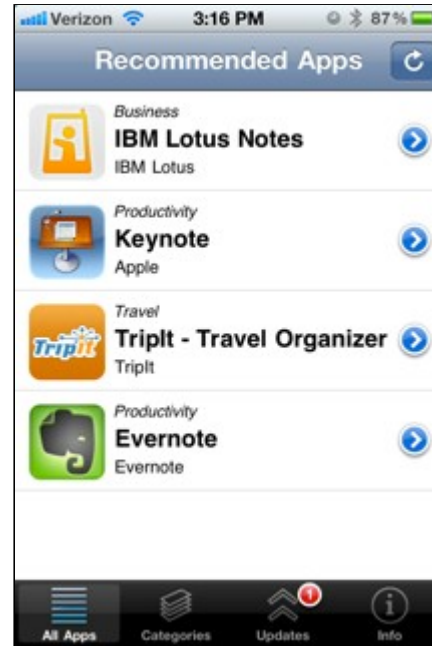 Verizon 3:16 PM 87%
Recommended Apps
Business
IBM Lotus Notes
IBM Lotus
Productivity
Keynote
Apple
Travel
TripIt
TripIt - Travel Organizer
TripIt
Productivity
Evernote
Evernote
1
All Apps Categories Updates Info